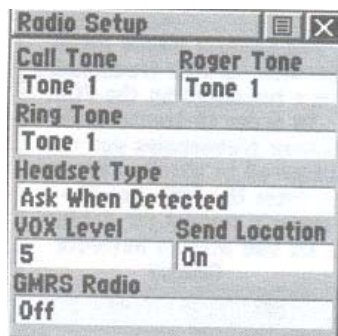 Radio Setup
Call Tone Roger Tone
Tone 1 Tone 1
Ring Tone
Tone 1
Headset Type
Ask When Detected
VOX Level Send Location
5 On
GMRS Radio
Off